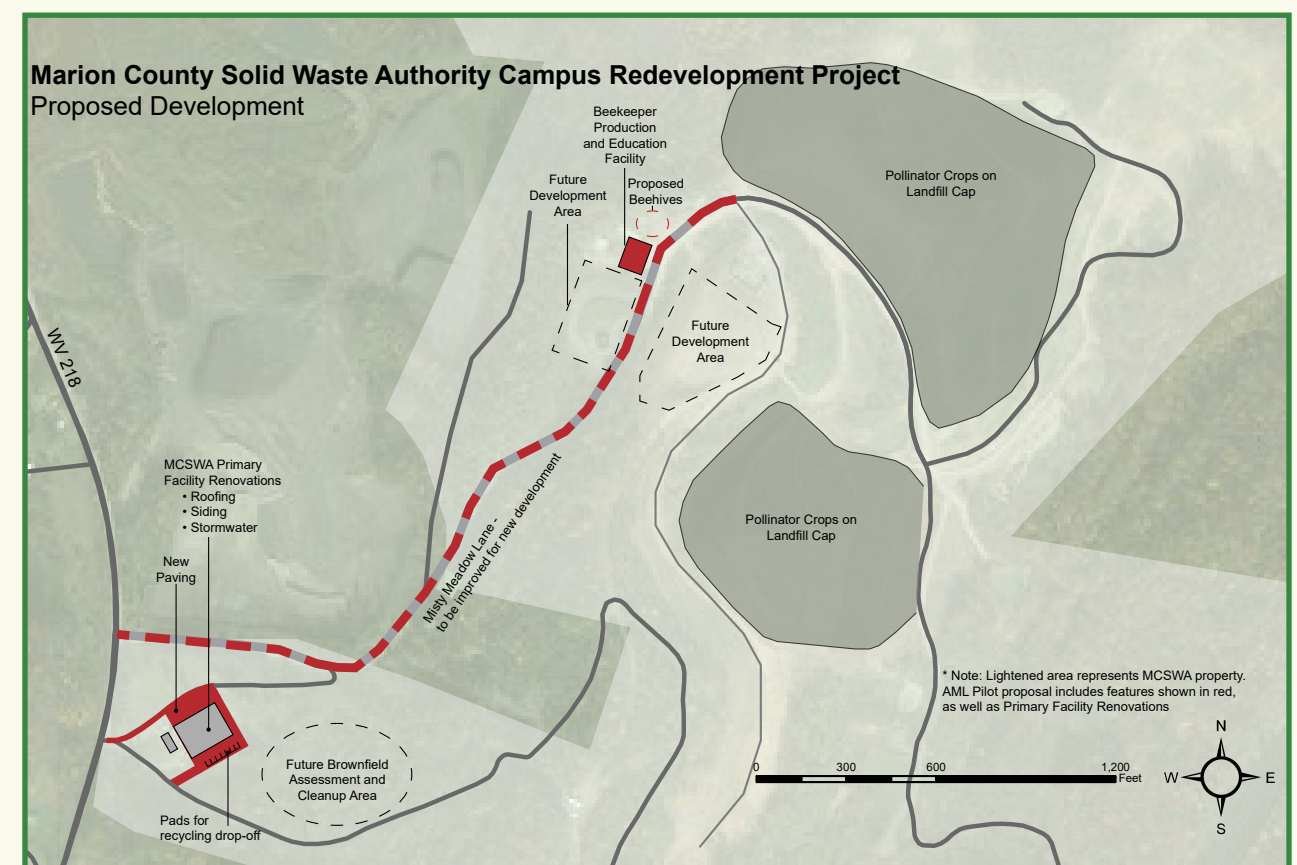 Marion County Solid Waste Authority Campus Redevelopment Project
Proposed Development
Beekeeper
Production
and Education
Facility
Future
Development
Area
Proposed
Beehives
Pollinator Crops on
Landfill Cap
WV 218
Future
Development
Area
MCSWA Primary
Facility Renovations
• Roofing
• Siding
• Stormwater
New
Paving
Misty Meadow Lane -
to be improved for new development
Pollinator Crops on
Landfill Cap
* Note: Lightened area represents MCSWA property.
AML Pilot proposal includes features shown in red,
as well as Primary Facility Renovations
Future Brownfield
Assessment and
Cleanup Area
Pads for
recycling drop-off
0 300 600 1,200
Feet
N
W E
S